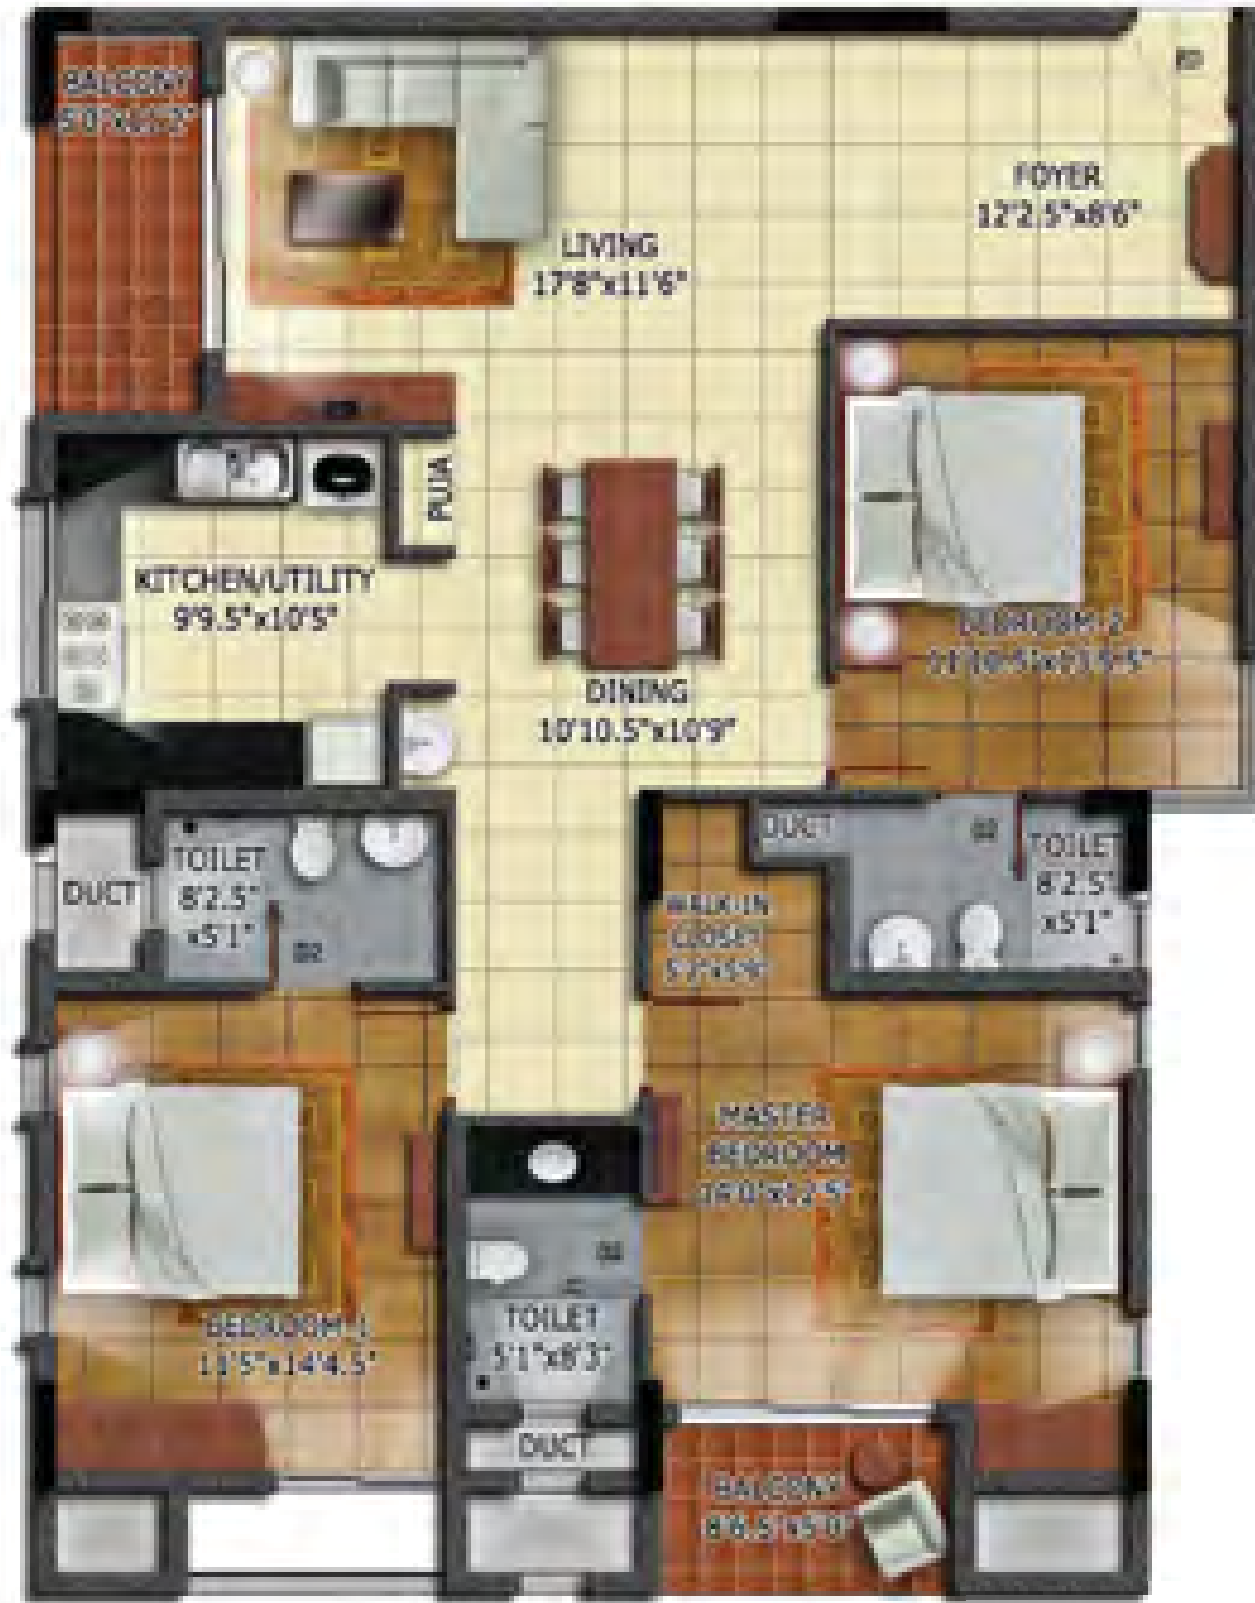 BALCONY
FOYER
12'2.5"x8'6"
LIVING
17'8"x11'6"
PUJA
KITCHEN/UTILITY
9'9.5"x10'5"
BEDROOM-2
DINING
10'10.5"x10'9"
DUCT
TOILET
8'2.5"
x5'1"
D2
DUCT
D2
TOILET
8'2.5"
x5'1"
WALK-IN
CLOSET
MASTER
BEDROOM
D2
TOILET
5'1"x8'3"
BEDROOM-1
11'5"x14'4.5"
DUCT
BALCONY